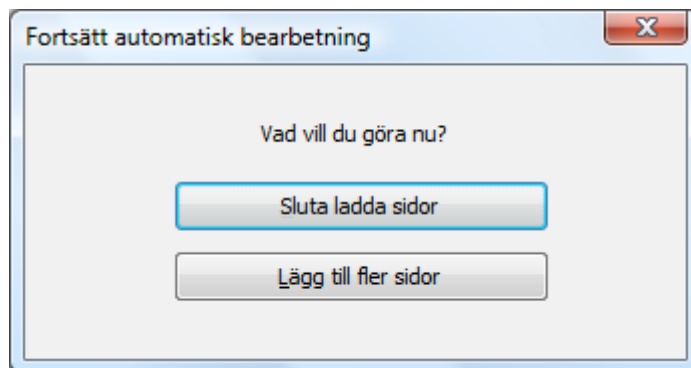 Fortsätt automatisk bearbetning
Vad vill du göra nu?
Sluta ladda sidor
Lägg till fler sidor